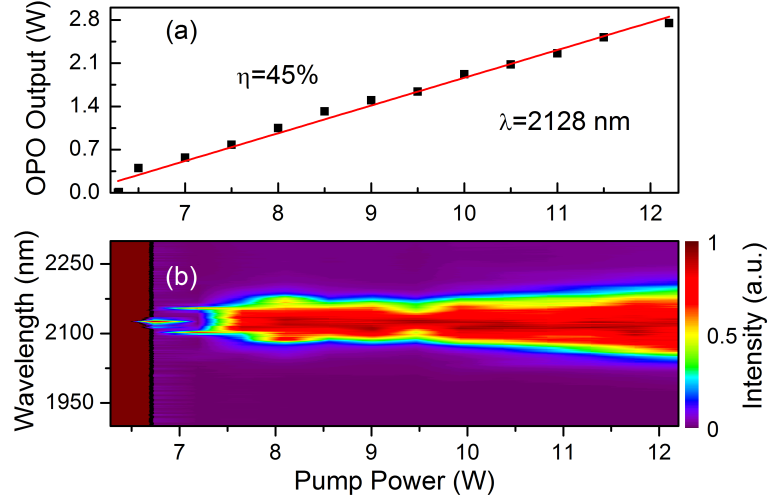 (a)
OPO Output (W)
2.8
2.1
1.4
0.7
0.0
η=45%
λ=2128 nm
7 8 9 10 11 12
(b)
Wavelength (nm)
2250
2100
1950
7 8 9 10 11 12
Pump Power (W)
1
0.5
0
Intensity (a.u.)